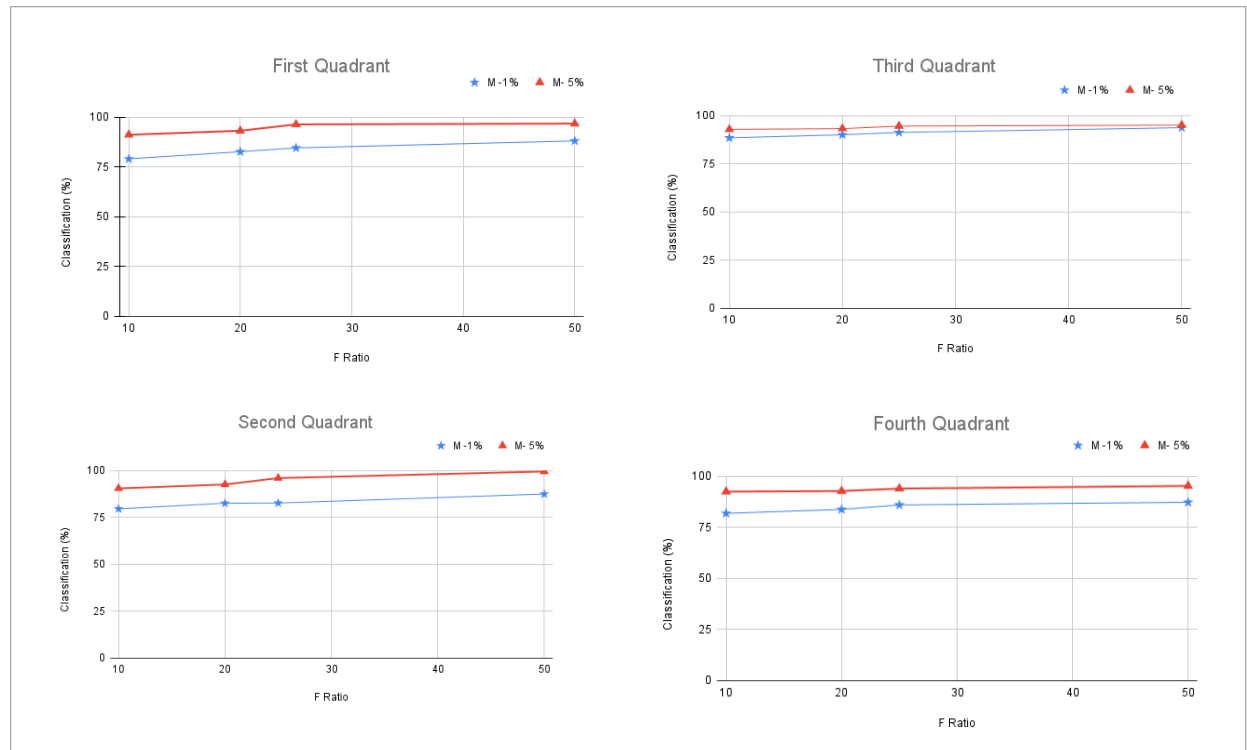 First Quadrant
M -1% M- 5%
Classification (%)
100
75
50
25
0
10 20 30 40 50
F Ratio
Third Quadrant
M -1% M- 5%
Classification (%)
100
75
50
25
0
10 20 30 40 50
F Ratio
Second Quadrant
M -1% M- 5%
Classification (%)
100
75
50
25
0
10 20 30 40 50
F Ratio
Fourth Quadrant
M -1% M- 5%
Classification (%)
100
75
50
25
0
10 20 30 40 50
F Ratio